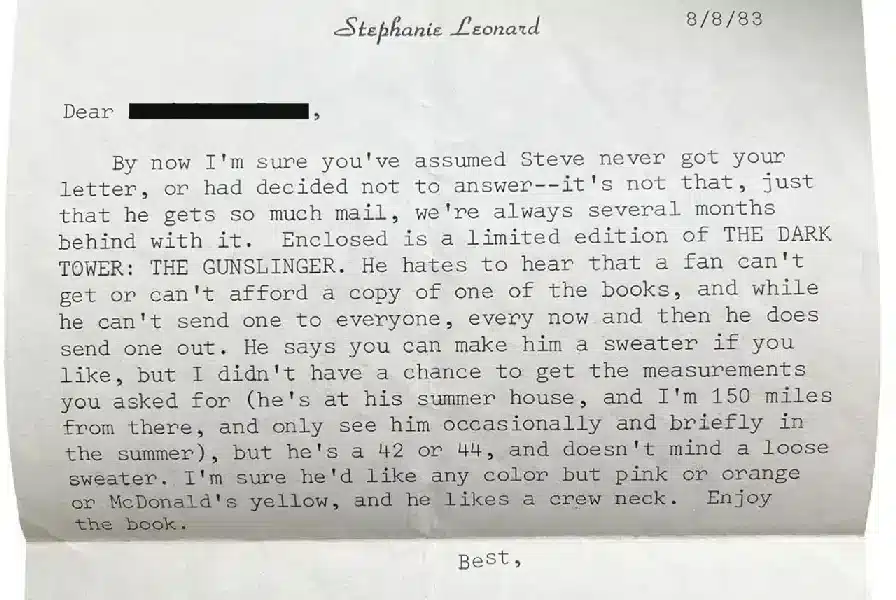 Stephanie Leonard
8/8/83
Dear ,
By now I'm sure you've assumed Steve never got your
letter, or had decided not to answer--it's not that, just
that he gets so much mail, we're always several months
behind with it. Enclosed is a limited edition of THE DARK
TOWER: THE GUNSLINGER. He hates to hear that a fan can't
get or can't afford a copy of one of the books, and while
he can't send one to everyone, every now and then he does
send one out. He says you can make him a sweater if you
like, but I didn't have a chance to get the measurements
you asked for (he's at his summer house, and I'm 150 miles
from there, and only see him occasionally and briefly in
the summer), but he's a 42 or 44, and doesn't mind a loose
sweater. I'm sure he'd like any color but pink or orange
or McDonald's yellow, and he likes a crew neck. Enjoy
the book.
Best,